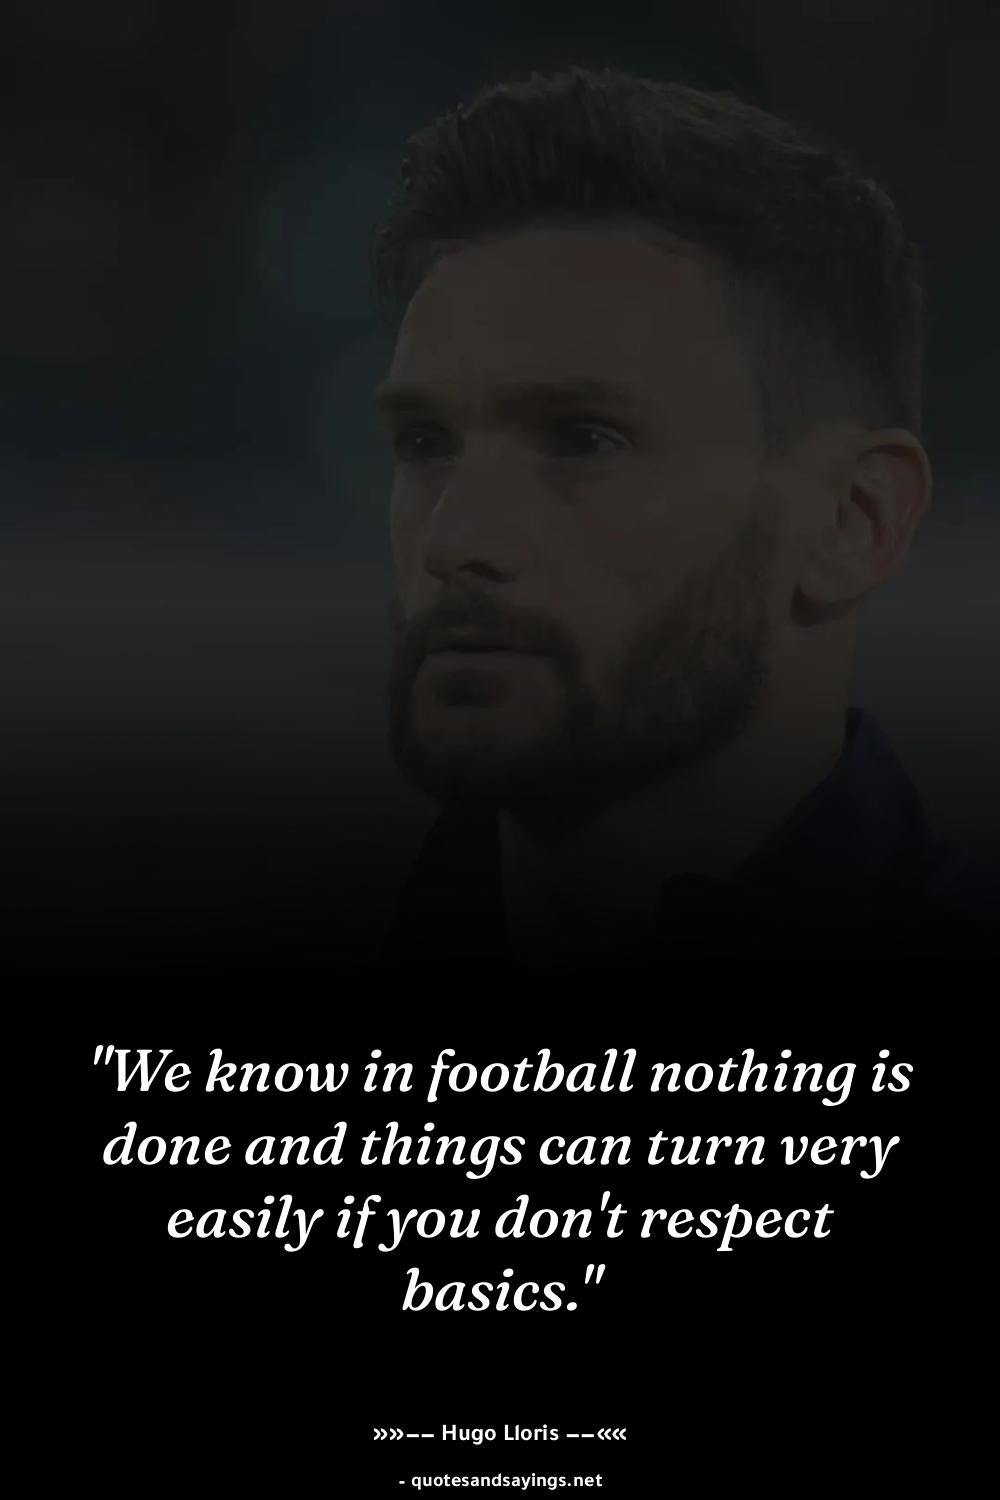 "We know in football nothing is
done and things can turn very
easily if you don't respect
basics."
»»–– Hugo Lloris ––««
- quotesandsayings.net